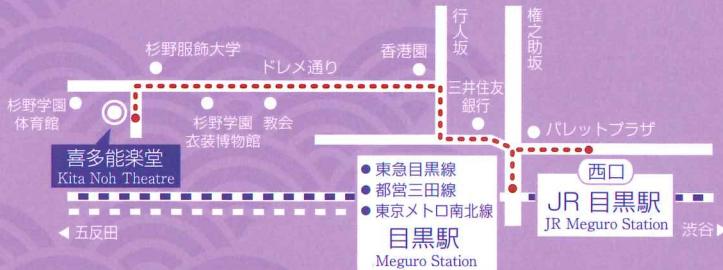 行人坂
権之助坂
杉野服飾大学
ドレメ通り
香港園
三井住友
銀行
杉野学園
体育館
杉野学園
衣装博物館
教会
パレットプラザ
喜多能楽堂
Kita Noh Theatre
● 東急目黒線
● 都営三田線
● 東京メトロ南北線
目黒駅
Meguro Station
西口
JR 目黒駅
JR Meguro Station
◀ 五反田
渋谷▶